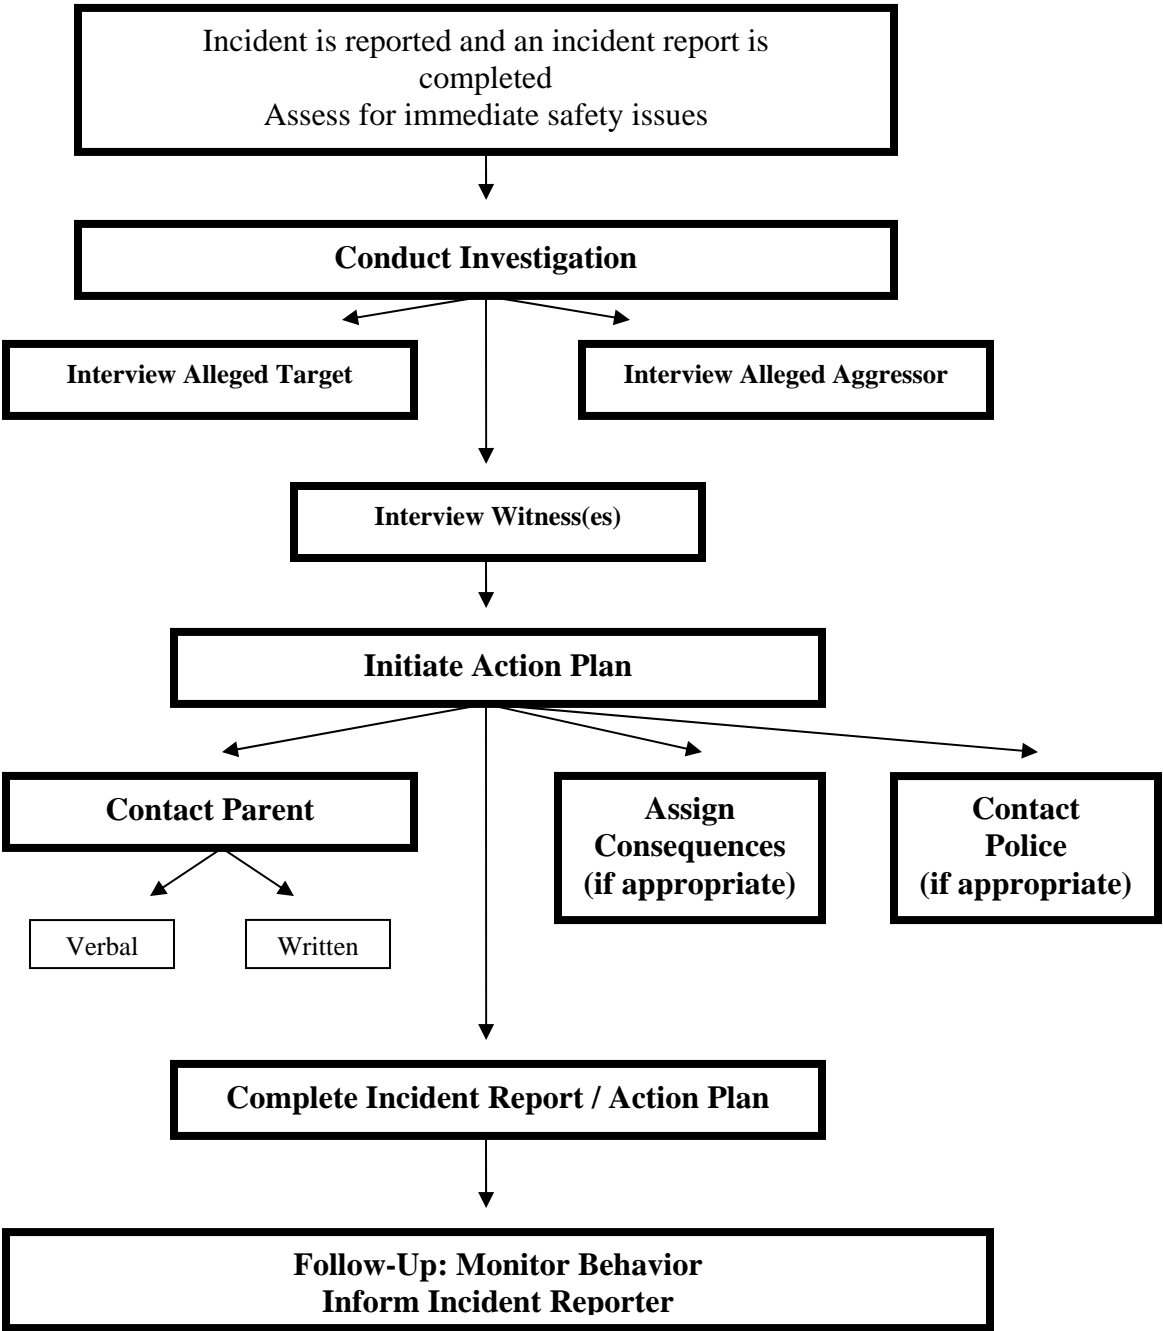 Incident is reported and an incident report is
completed
Assess for immediate safety issues
Conduct Investigation
Interview Alleged Target
Interview Alleged Aggressor
Interview Witness(es)
Initiate Action Plan
Contact Parent
Assign
Consequences
(if appropriate)
Contact
Police
(if appropriate)
Verbal
Written
Complete Incident Report / Action Plan
Follow-Up: Monitor Behavior
Inform Incident Reporter